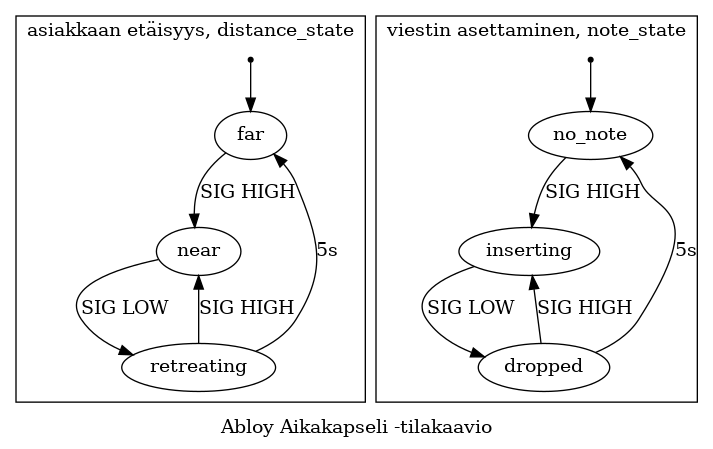 asiakkaan etäisyys, distance_state
far
SIG HIGH
near
5s
SIG LOW
SIG HIGH
retreating
viestin asettaminen, note_state
no_note
SIG HIGH
inserting
5s
SIG LOW
SIG HIGH
dropped
Abloy Aikakapseli -tilakaavio